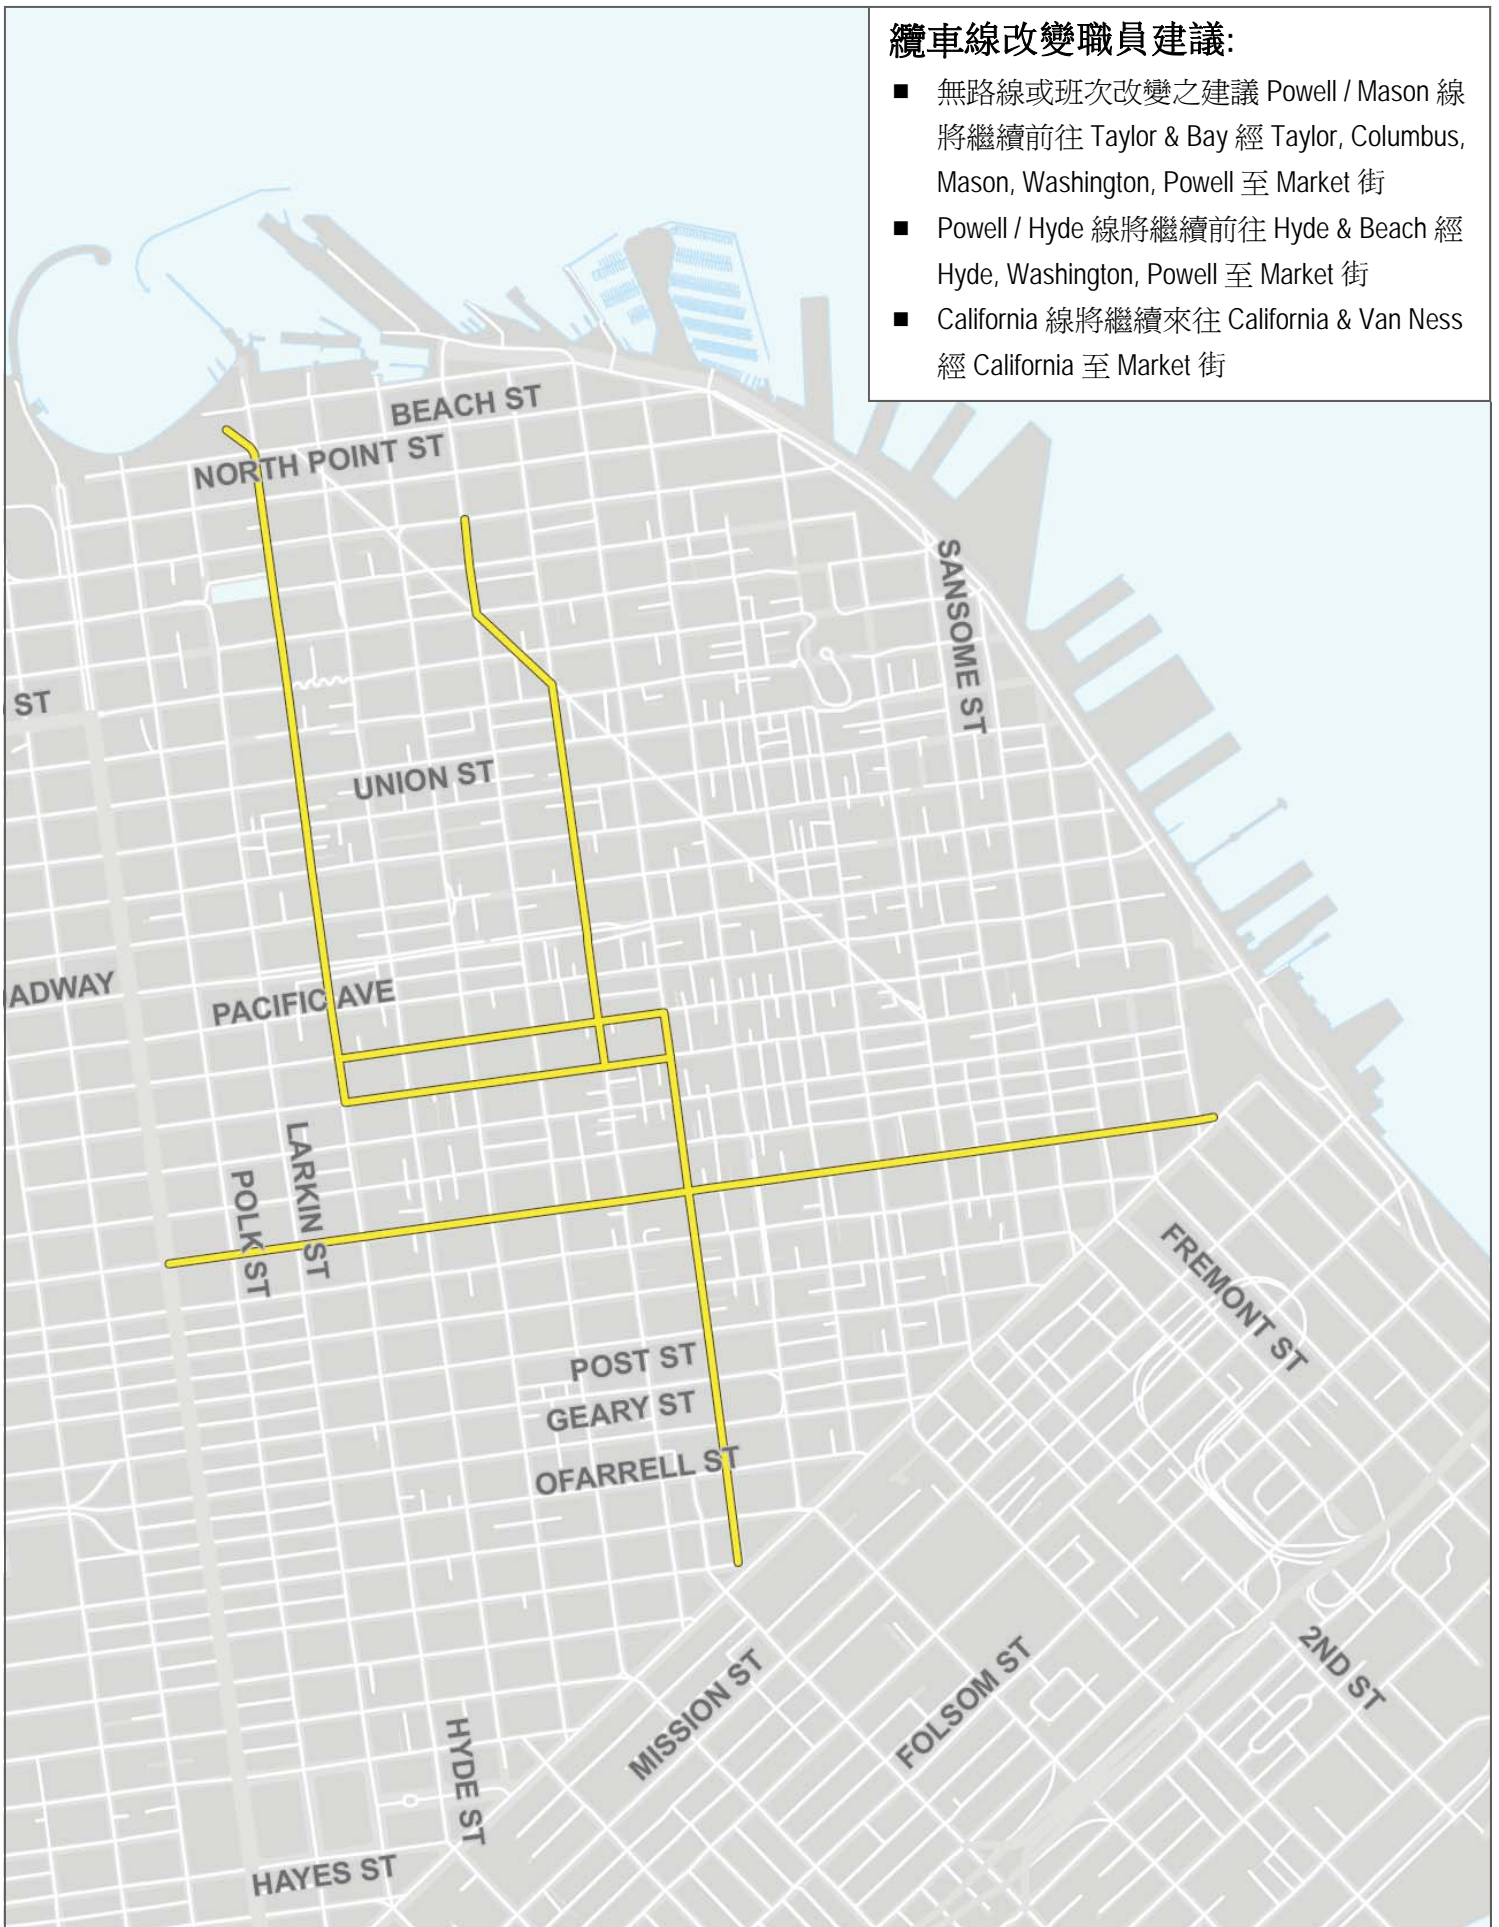 纜車線改變職員建議:
■ 無路線或班次改變之建議 Powell / Mason 線
將繼續前往 Taylor & Bay 經 Taylor, Columbus,
Mason, Washington, Powell 至 Market 街
■ Powell / Hyde 線將繼續前往 Hyde & Beach 經
Hyde, Washington, Powell 至 Market 街
■ California 線將繼續來往 California & Van Ness
經 California 至 Market 街
BEACH ST
NORTH POINT ST
SANSOME ST
ST
UNION ST
ADWAY
PACIFIC AVE
LARKIN ST
POLK ST
FREMONT ST
POST ST
GEARY ST
OFARRELL ST
2ND ST
MISSION ST
FOLSOM ST
HYDE ST
HAYES ST